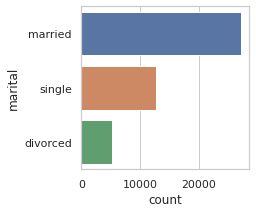 married
single
divorced
marital
0 10000 20000
count